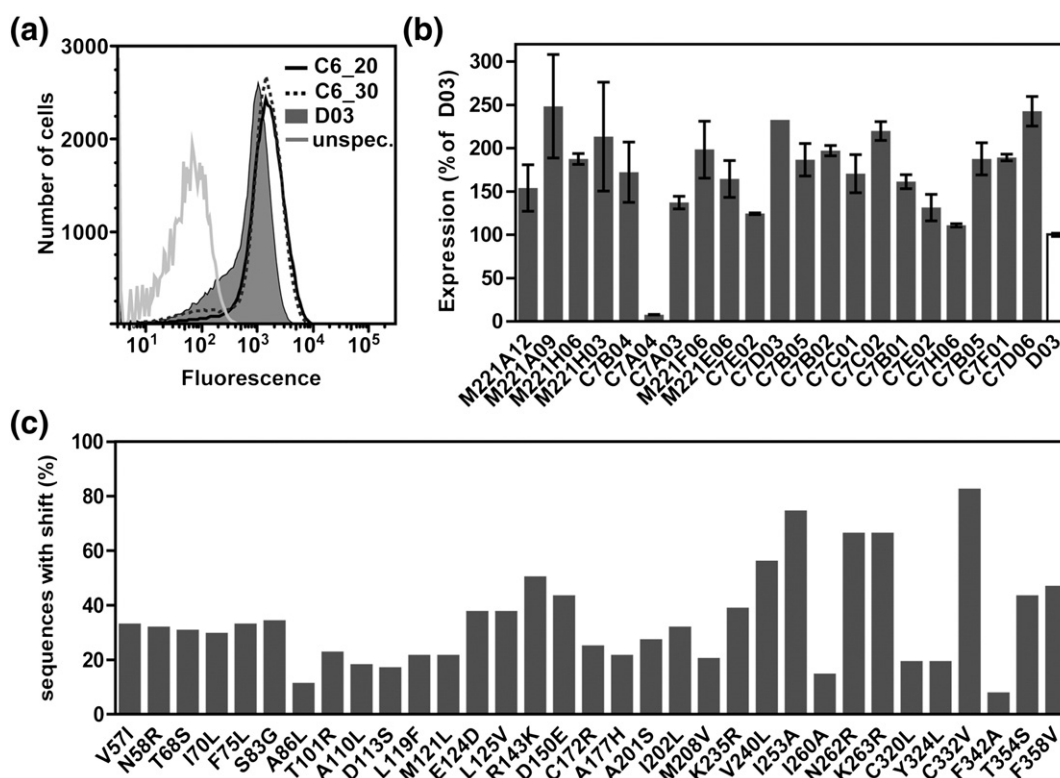 (a)
3000
2000
1000
Number of cells
C6_20
C6_30
D03
unspec.
10¹ 10² 10³ 10⁴ 10⁵
Fluorescence
(b)
Expression (% of D03)
300
250
200
150
100
50
0
M221A12
M221A09
M221H06
M221H03
C7B04
C7A04
C7A03
M221F06
M221E06
C7E02
C7D03
C7B05
C7B02
C7C01
C7C02
C7B01
C7E02
C7H06
C7B05
C7F01
C7D06
D03
(c)
sequences with shift (%)
100
80
60
40
20
0
V57I
N58R
T68S
I70L
F75L
S83G
A86L
T101R
A110L
D113S
L119F
M121L
E124D
L125V
R143K
D150E
C172R
A177H
A201S
I202L
M208V
K235R
V240L
I253A
I260A
N262R
K263R
C320L
Y324L
C332V
F342A
T354S
F358V